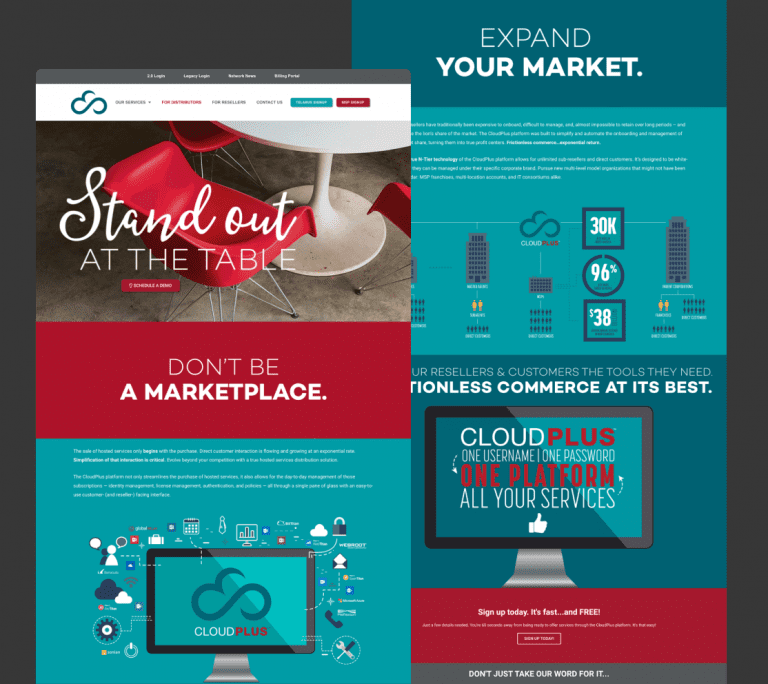 2.0 Login Legacy Login Network News Billing Portal
OUR SERVICES FOR DISTRIBUTORS FOR RESELLERS CONTACT US TELARUS SIGNUP MSP SIGNUP
Stand out
AT THE TABLE
SCHEDULE A DEMO
DON'T BE
A MARKETPLACE.
The sale of hosted services only begins with the purchase. Direct customer interaction is flowing and growing at an exponential rate.
Simplification of that interaction is critical. Evolve beyond your competition with a true hosted services distribution solution.
The CloudPlus platform not only streamlines the purchase of hosted services, it also allows for the day-to-day management of those
subscriptions — identity management, license management, authentication, and policies — all through a single pane of glass with an easy-to-
use customer- (and reseller-) facing interface.
WEBROOT
CLOUDPLUS
EXPAND
YOUR MARKET.
have traditionally been expensive to onboard, difficult to manage, and, almost impossible to retain over long periods – and
the lion's share of the market. The CloudPlus platform was built to simplify and automate the onboarding and management of
share, turning them into true profit centers. Frictionless commerce...exponential return.
N-Tier technology of the CloudPlus platform allows for unlimited sub-resellers and direct customers. It's designed to be white-
they can be managed under their specific corporate brand. Pursue new multi-level model organizations that might not have been
MSP franchises, multi-location accounts, and IT consortiums alike.
CLOUDPLUS
30K
96%
$38
MASTER AGENTS
MSPs
PARENT CORPORATIONS
SUBAGENTS
FRANCHISES
DIRECT CUSTOMERS
DIRECT CUSTOMERS
DIRECT CUSTOMERS
UR RESELLERS & CUSTOMERS THE TOOLS THEY NEED.
TIONLESS COMMERCE AT ITS BEST.
CLOUDPLUS
ONE USERNAME | ONE PASSWORD
ONE PLATFORM
ALL YOUR SERVICES
Sign up today. It's fast...and FREE!
Just a few details needed. You're 60 seconds away from being ready to offer services through the CloudPlus platform. It's that easy!
SIGN UP TODAY!
DON'T JUST TAKE OUR WORD FOR IT...